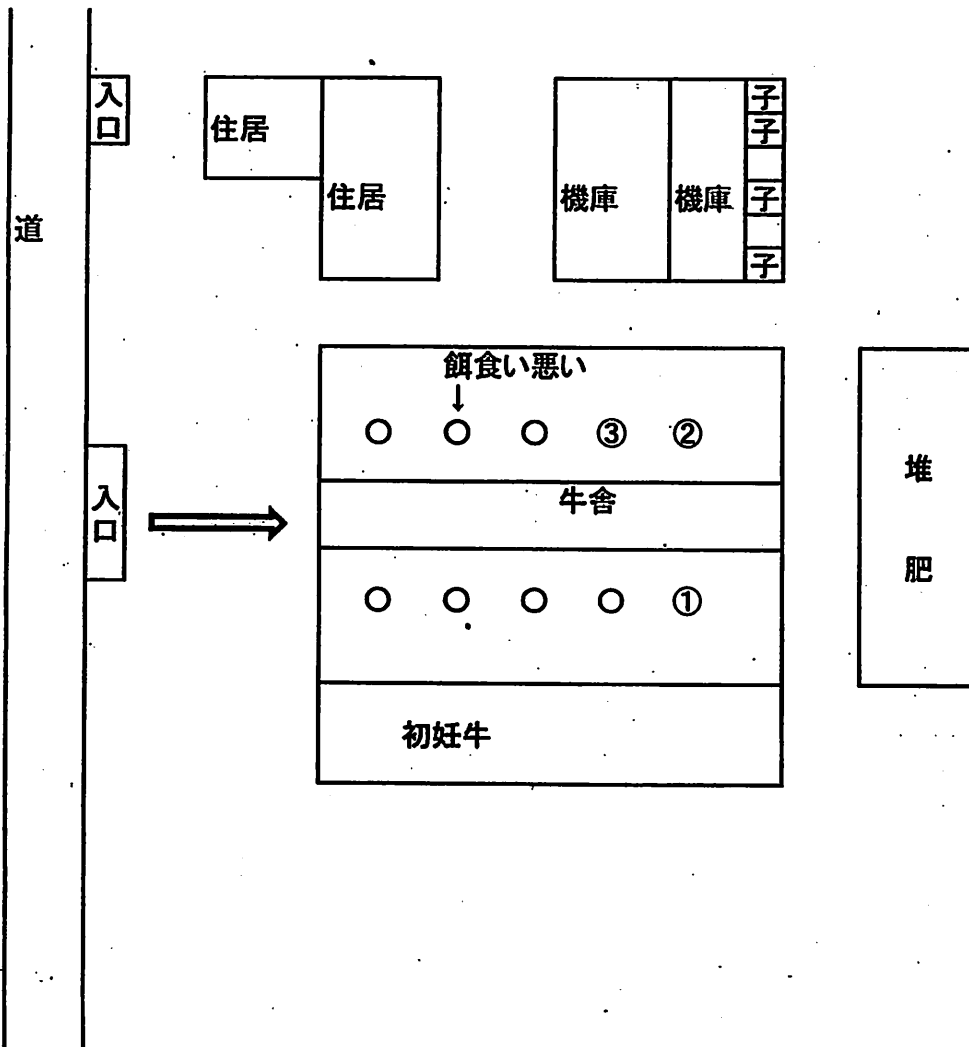 入口
住居
住居
機庫
機庫
子
子
子
子
道
餌食い悪い
↓
○ ○ ○ ③ ②
牛舎
入口
○ ○ ○ ○ ①
初妊牛
堆肥